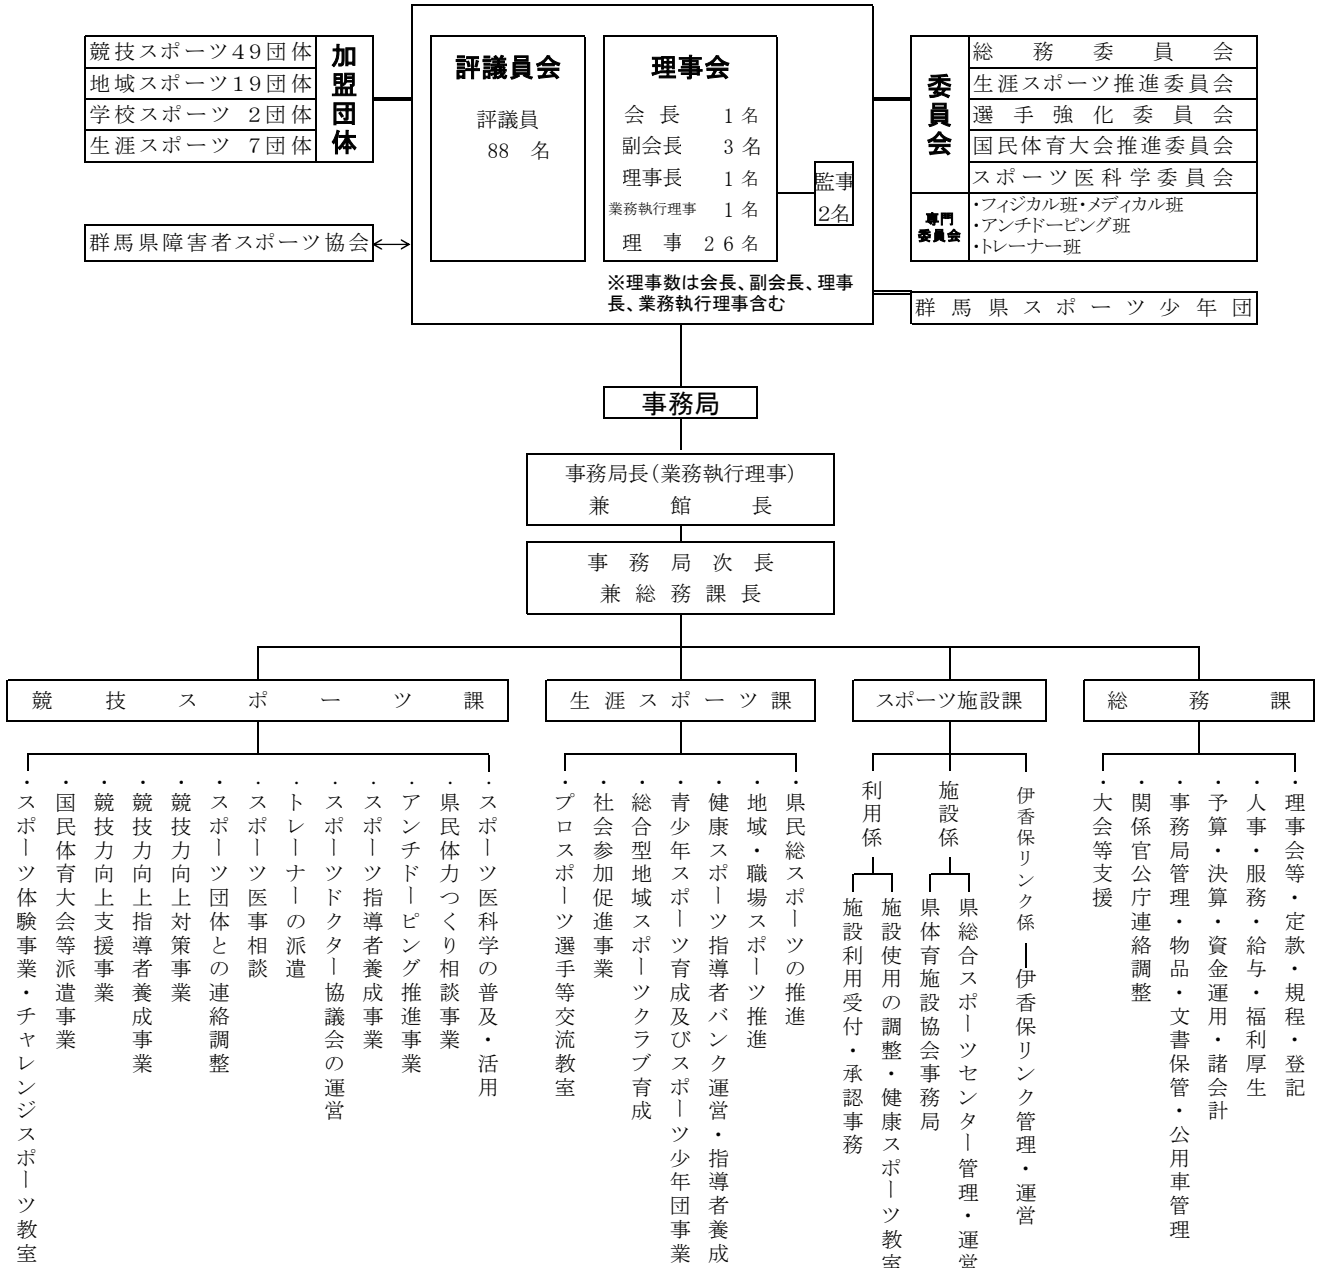 競技スポーツ49団体
地域スポーツ19団体
学校スポーツ 2団体
生涯スポーツ 7団体
加盟団体
群馬県障害者スポーツ協会
評議員会
評議員
88 名
理事会
会 長 1 名
副会長 3 名
理事長 1 名
業務執行理事 1 名
理 事 2 6 名
監事
2名
※理事数は会長、副会長、理事
長、業務執行理事含む
委員会
総 務 委 員 会
生涯スポーツ推進委員会
選 手 強 化 委 員 会
国民体育大会推進委員会
スポーツ医科学委員会
専門
委員会
・フィジカル班・メディカル班
・アンチドーピング班
・トレーナー班
群 馬 県 ス ポ ー ツ 少 年 団
事務局
事務局長(業務執行理事)
兼 館 長
事 務 局 次 長
兼 総 務 課 長
競 技 ス ポ ー ツ 課
・スポーツ医科学の普及・活用
・県民体力つくり相談事業
・アンチドーピング推進事業
・スポーツ指導者養成事業
・スポーツドクター協議会の運営
・トレーナーの派遣
・スポーツ医事相談
・スポーツ団体との連絡調整
・競技力向上対策事業
・競技力向上指導者養成事業
・競技力向上支援事業
・国民体育大会等派遣事業
・スポーツ体験事業・チャレンジスポーツ教室
生 涯 ス ポ ー ツ 課
・県民総スポーツの推進
・地域・職場スポーツ推進
・健康スポーツ指導者バンク運営・指導者養成
・青少年スポーツ育成及びスポーツ少年団事業
・総合型地域スポーツクラブ育成
・社会参加促進事業
・プロスポーツ選手等交流教室
スポーツ施設課
伊香保リンク係
伊香保リンク管理・運営
施設係
県総合スポーツセンター管理・運営
県体育施設協会事務局
利用係
施設使用の調整・健康スポーツ教室
施設利用受付・承認事務
総 務 課
・理事会等・定款・規程・登記
・人事・服務・給与・福利厚生
・予算・決算・資金運用・諸会計
・事務局管理・物品・文書保管・公用車管理
・関係官公庁連絡調整
・大会等支援